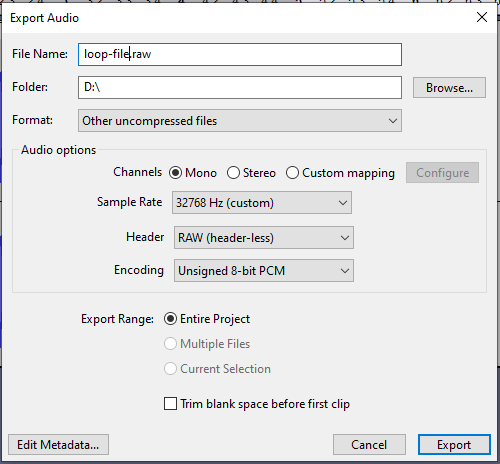 Export Audio
File Name: loop-file.raw
Folder: D:\ Browse...
Format: Other uncompressed files
Audio options
Channels Mono Stereo Custom mapping Configure
Sample Rate 32768 Hz (custom)
Header RAW (header-less)
Encoding Unsigned 8-bit PCM
Export Range: Entire Project
Multiple Files
Current Selection
Trim blank space before first clip
Edit Metadata... Cancel Export